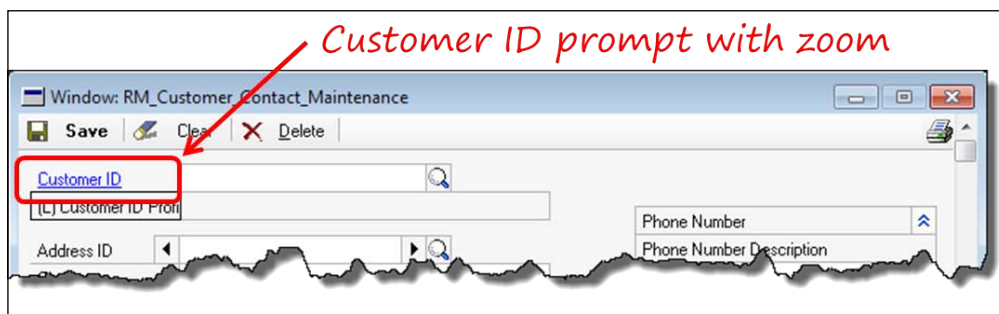 Customer ID prompt with zoom
Window: RM_Customer_Contact_Maintenance
Save Clear Delete
Customer ID
(L) Customer ID Profi
Phone Number
Address ID
Phone Number Description